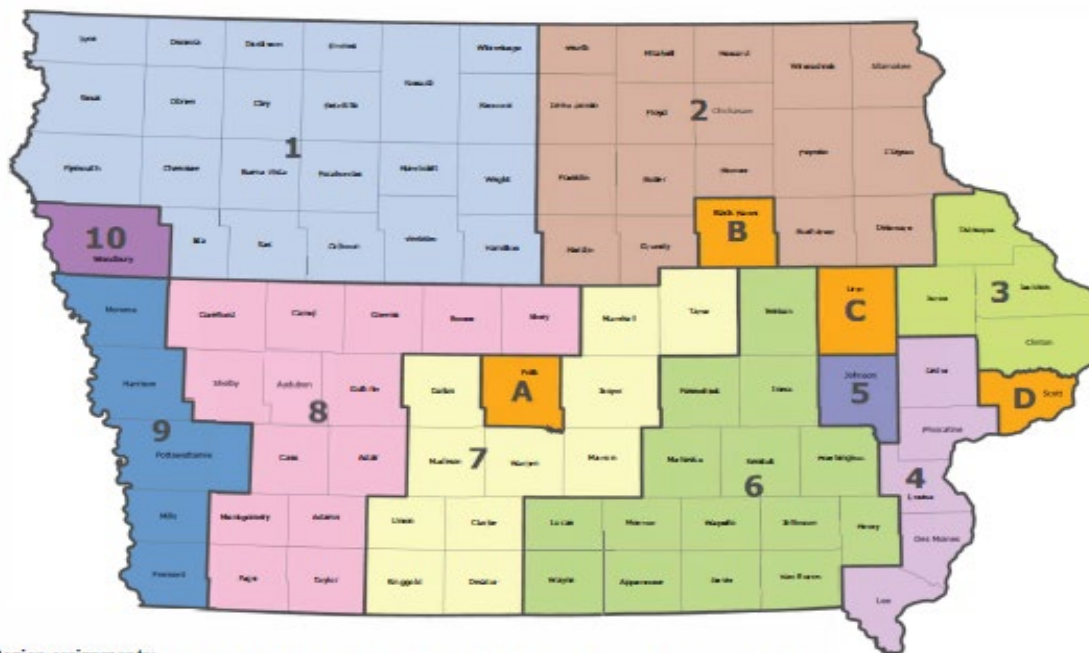 Lyon Osceola Dickinson Emmet Winnebago Worth Mitchell Howard Winneshiek Allamakee
Kossuth
Sioux O'Brien Clay Palo Alto Hancock Cerro Gordo Floyd 2 Chickasaw
1
Plymouth Cherokee Buena Vista Pocahontas Humboldt Wright Franklin Butler Bremer Fayette Clayton
10 Woodbury Ida Sac Calhoun Webster Hamilton Hardin Grundy Black Hawk B Buchanan Delaware Dubuque
Monona Crawford Carroll Greene Boone Story Marshall Tama Benton Linn C Jones 3 Jackson
Clinton
Harrison Shelby Audubon Guthrie Dallas Polk A Jasper Poweshiek Iowa Johnson 5 Cedar D Scott
8
9 Muscatine
Pottawattamie Cass Adair Madison 7 Warren Marion Mahaska Keokuk Washington
6 4
Louisa
Mills Montgomery Adams Union Clarke Lucas Monroe Wapello Jefferson Henry Des Moines
Fremont Page Taylor Ringgold Decatur Wayne Appanoose Davis Van Buren Lee